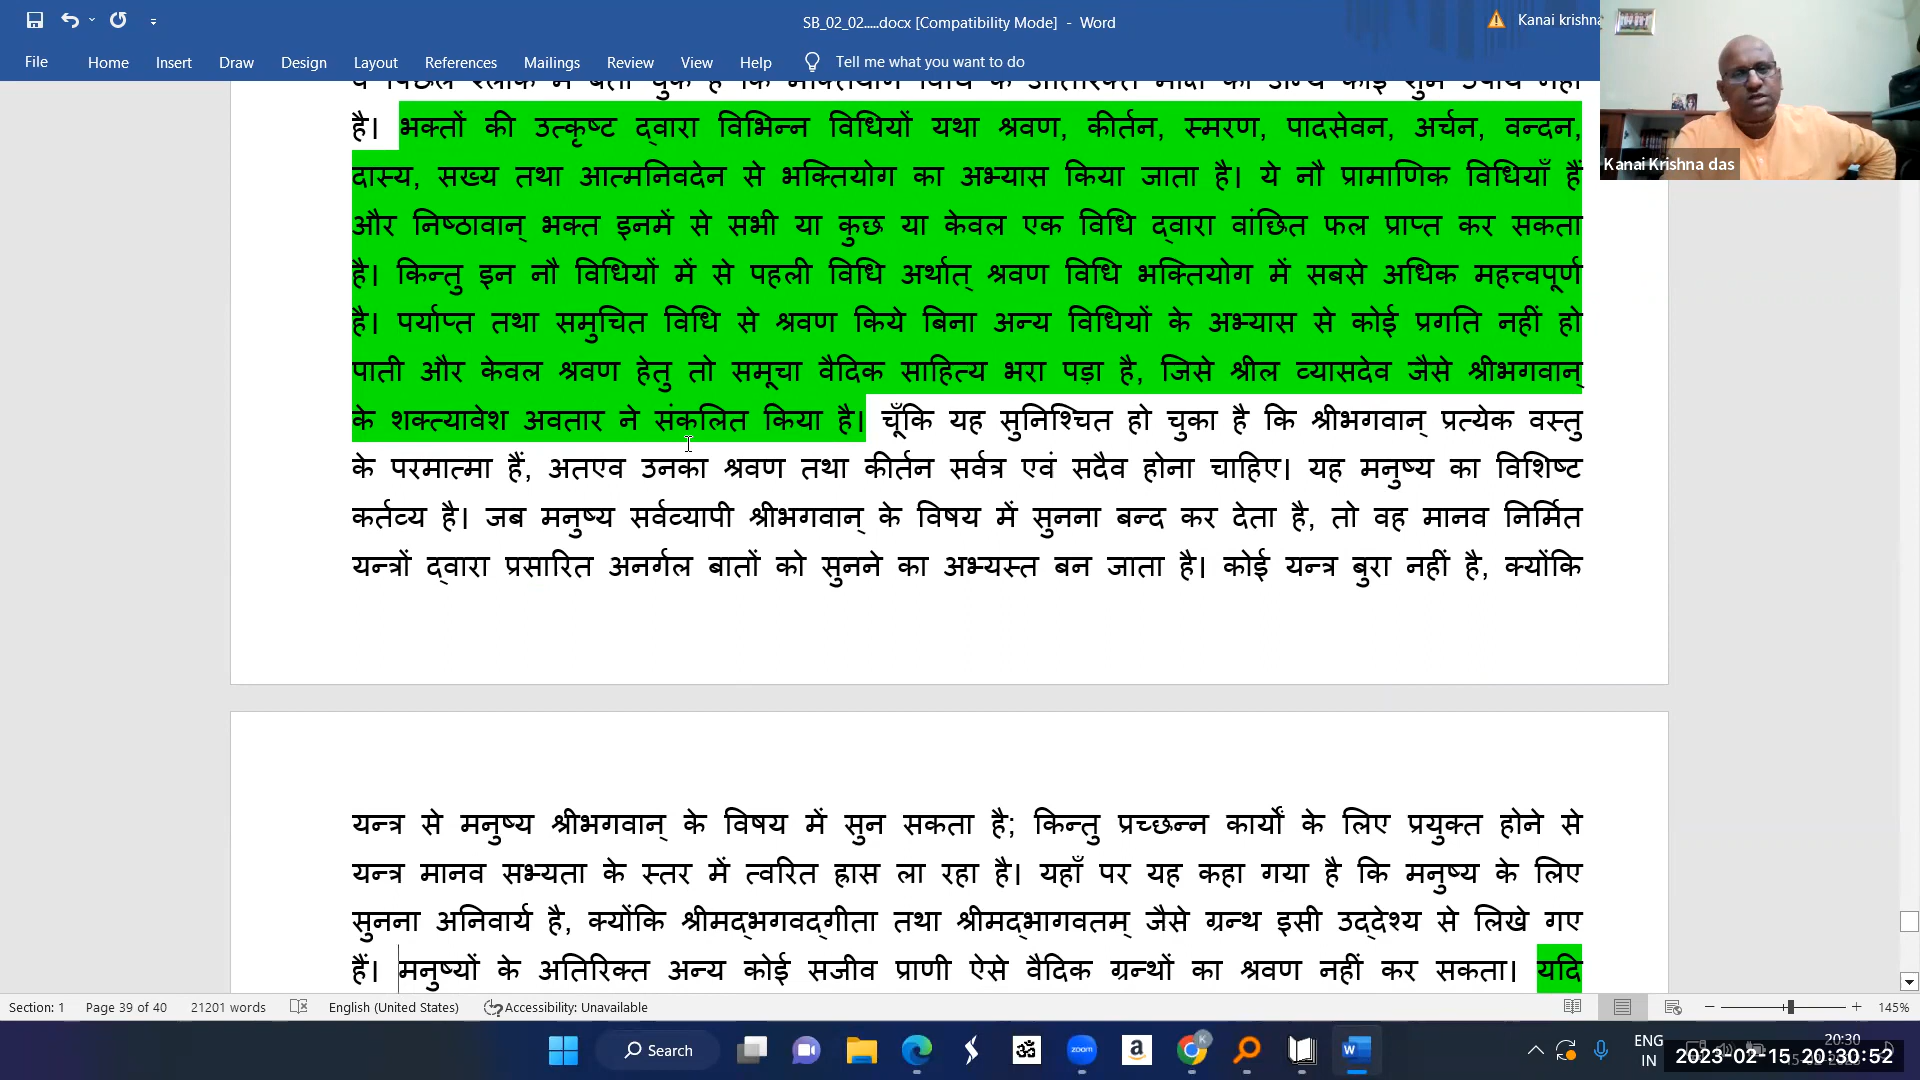 SB_02_02.....docx [Compatibility Mode] - Word
Kanai krishna
File Home Insert Draw Design Layout References Mailings Review View Help Tell me what you want to do
Kanai Krishna das
है। भक्तों की उत्कृष्ट द्वारा विभिन्न विधियों यथा श्रवण, कीर्तन, स्मरण, पादसेवन, अर्चन, वन्दन,
दास्य, सख्य तथा आत्मनिवदेन से भक्तियोग का अभ्यास किया जाता है। ये नौ प्रामाणिक विधियाँ हैं
और निष्ठावान् भक्त इनमें से सभी या कुछ या केवल एक विधि द्वारा वांछित फल प्राप्त कर सकता
है। किन्तु इन नौ विधियों में से पहली विधि अर्थात् श्रवण विधि भक्तियोग में सबसे अधिक महत्त्वपूर्ण
है। पर्याप्त तथा समुचित विधि से श्रवण किये बिना अन्य विधियों के अभ्यास से कोई प्रगति नहीं हो
पाती और केवल श्रवण हेतु तो समूचा वैदिक साहित्य भरा पड़ा है, जिसे श्रील व्यासदेव जैसे श्रीभगवान्
के शक्त्यावेश अवतार ने संकलित किया है। चूँकि यह सुनिश्चित हो चुका है कि श्रीभगवान् प्रत्येक वस्तु
के परमात्मा हैं, अतएव उनका श्रवण तथा कीर्तन सर्वत्र एवं सदैव होना चाहिए। यह मनुष्य का विशिष्ट
कर्तव्य है। जब मनुष्य सर्वव्यापी श्रीभगवान् के विषय में सुनना बन्द कर देता है, तो वह मानव निर्मित
यन्त्रों द्वारा प्रसारित अनर्गल बातों को सुनने का अभ्यस्त बन जाता है। कोई यन्त्र बुरा नहीं है, क्योंकि
यन्त्र से मनुष्य श्रीभगवान् के विषय में सुन सकता है; किन्तु प्रच्छन्न कार्यों के लिए प्रयुक्त होने से
यन्त्र मानव सभ्यता के स्तर में त्वरित ह्रास ला रहा है। यहाँ पर यह कहा गया है कि मनुष्य के लिए
सुनना अनिवार्य है, क्योंकि श्रीमद्भगवद्गीता तथा श्रीमद्भागवतम् जैसे ग्रन्थ इसी उद्देश्य से लिखे गए
हैं। मनुष्यों के अतिरिक्त अन्य कोई सजीव प्राणी ऐसे वैदिक ग्रन्थों का श्रवण नहीं कर सकता। यदि
Section: 1 Page 39 of 40 21201 words English (United States) Accessibility: Unavailable 145%
Search
ॐ
zoom
a
K
W
ENG
IN
20:30
2023-02-15 20:30:52